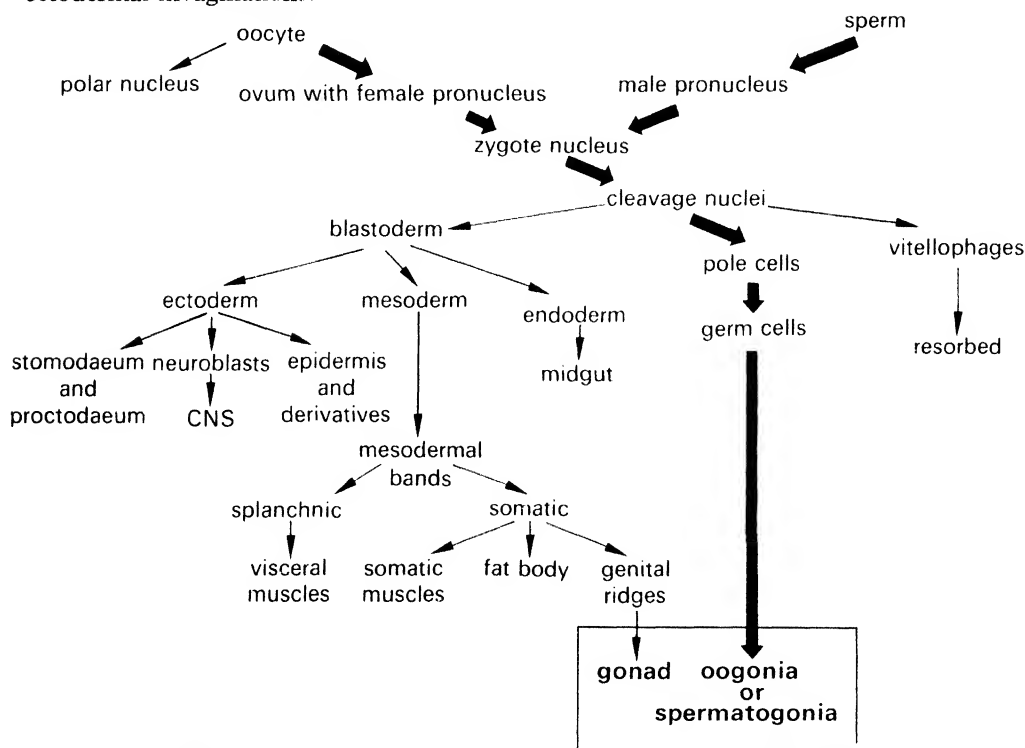 ectodermal invaginations.
oocyte
sperm
polar nucleus
ovum with female pronucleus
male pronucleus
zygote nucleus
cleavage nuclei
blastoderm
vitellophages
pole cells
ectoderm
mesoderm
endoderm
germ cells
resorbed
stomodaeum
and
proctodaeum
neuroblasts
CNS
epidermis
and
derivatives
midgut
mesodermal
bands
splanchnic
somatic
visceral
muscles
somatic
muscles
fat body
genital
ridges
gonad
oogonia
or
spermatogonia